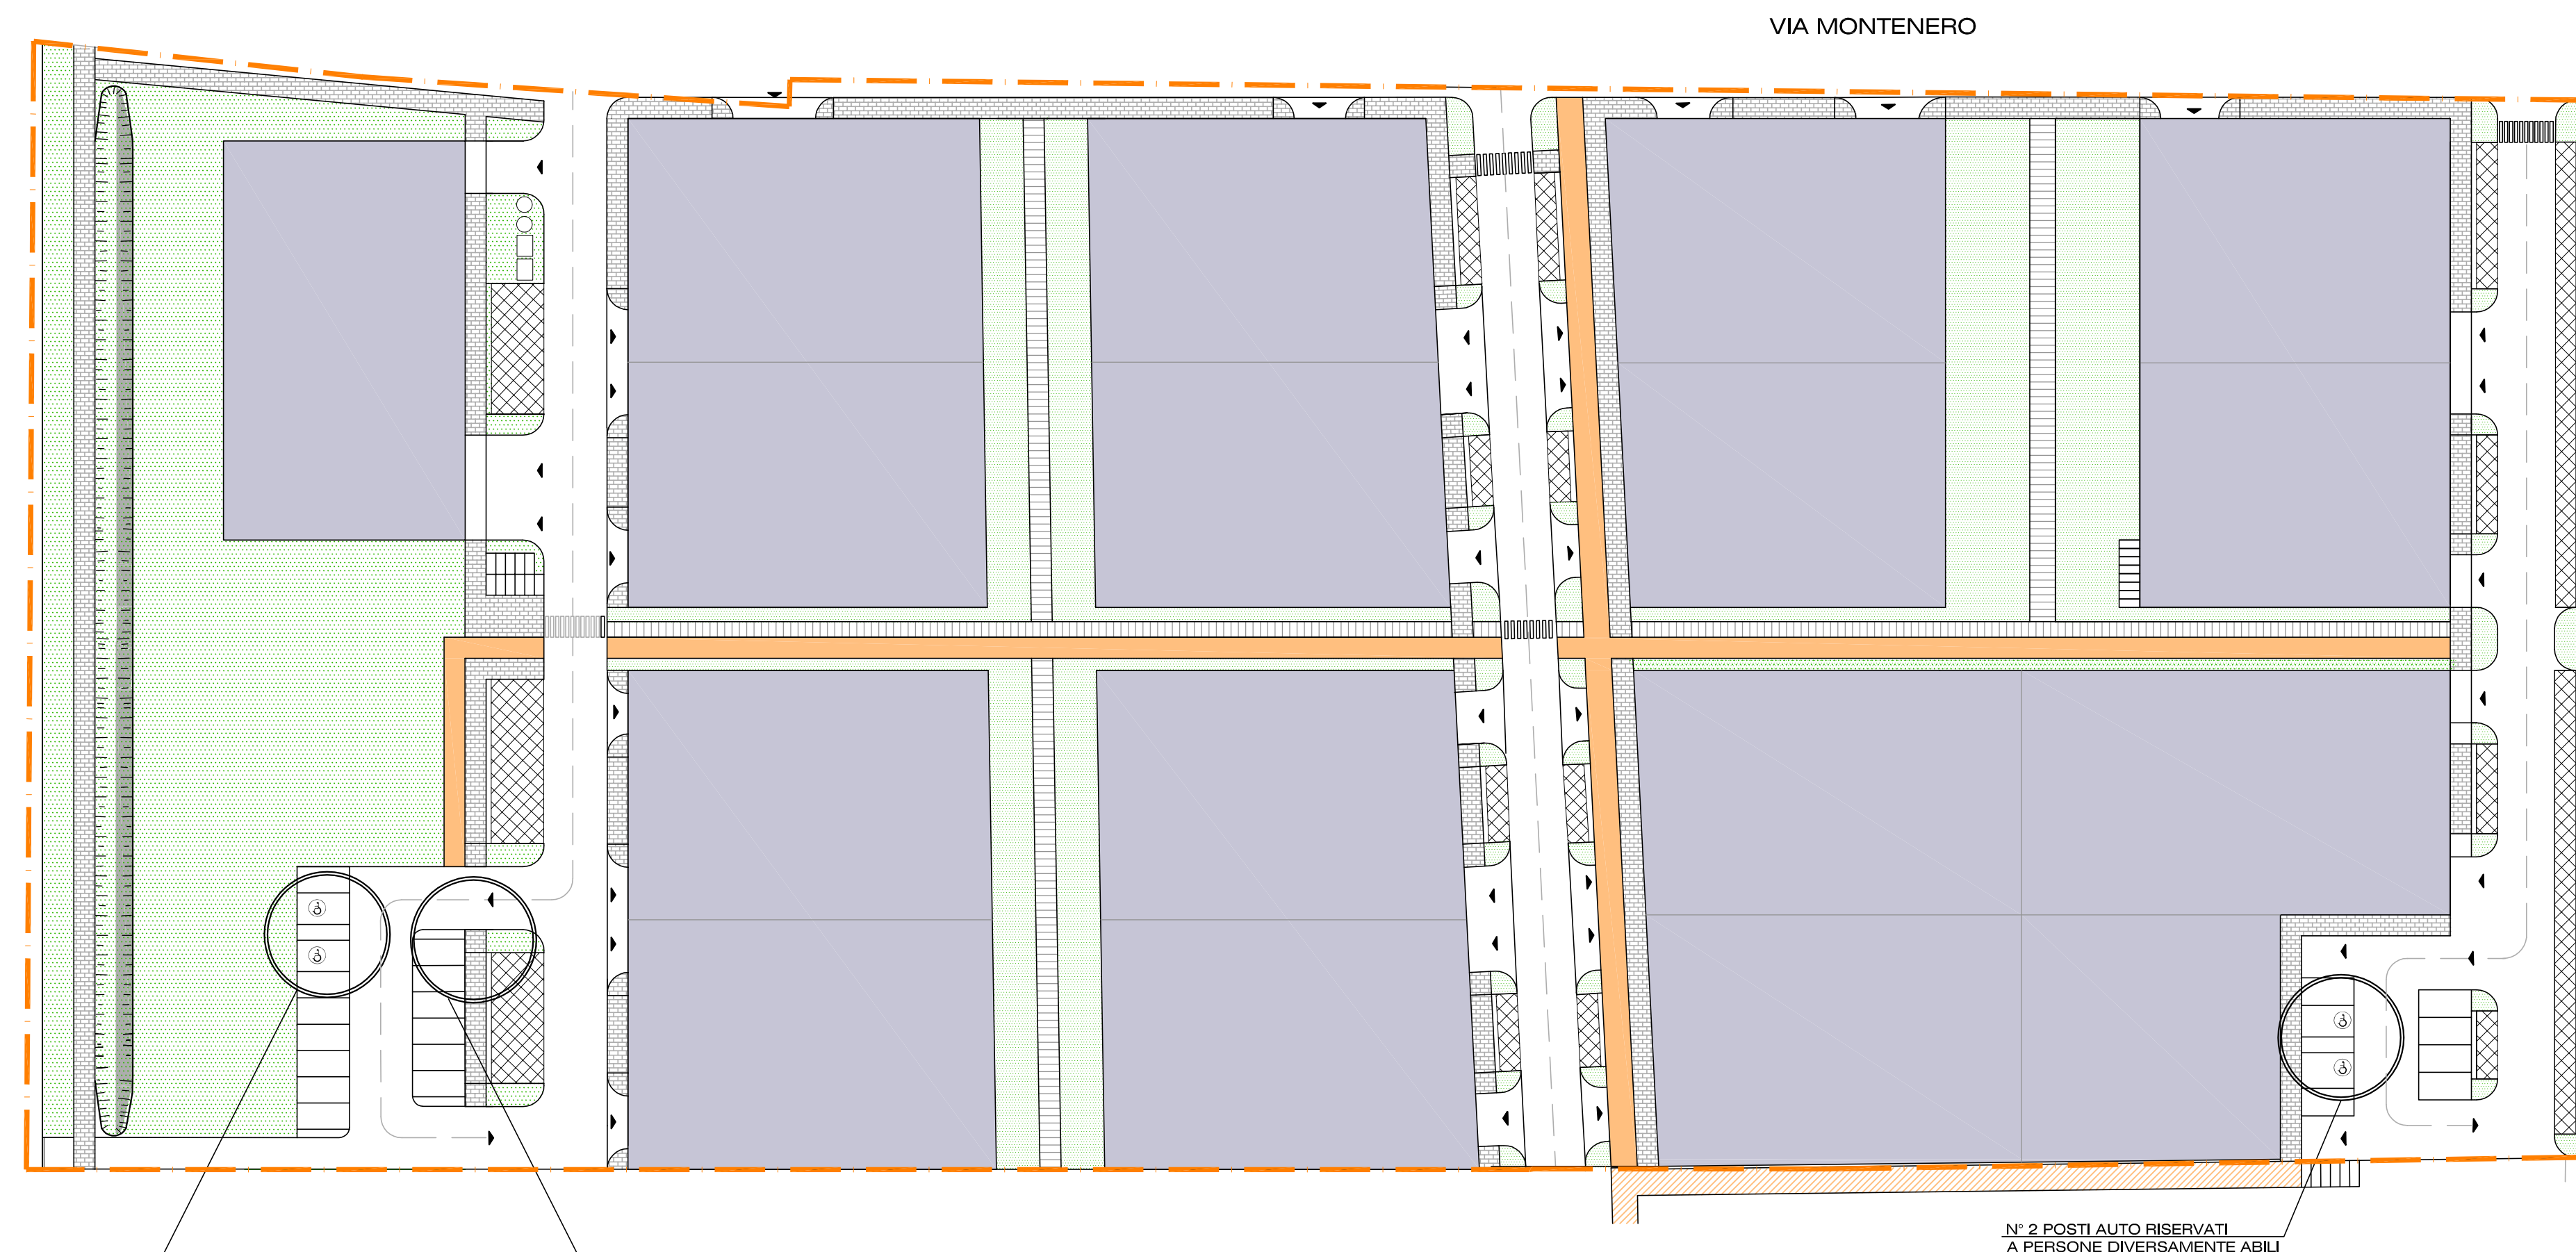 VIA MONTENERO
N° 2 POSTI AUTO RISERVATI
A PERSONE DIVERSAMENTE ABILI